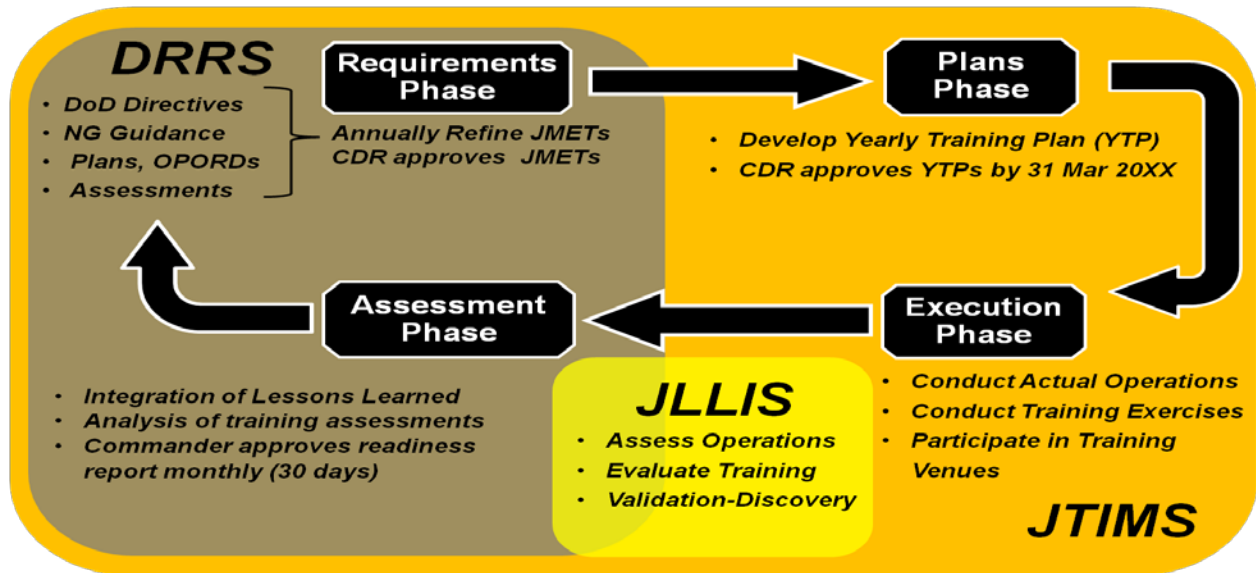 DRRS
• DoD Directives
• NG Guidance
• Plans, OPORDs
• Assessments
Requirements
Phase
Annually Refine JMETs
CDR approves JMETs
Plans
Phase
• Develop Yearly Training Plan (YTP)
• CDR approves YTPs by 31 Mar 20XX
Execution
Phase
• Conduct Actual Operations
• Conduct Training Exercises
• Participate in Training
Venues
Assessment
Phase
• Integration of Lessons Learned
• Analysis of training assessments
• Commander approves readiness
report monthly (30 days)
JLLIS
• Assess Operations
• Evaluate Training
• Validation-Discovery
JTIMS